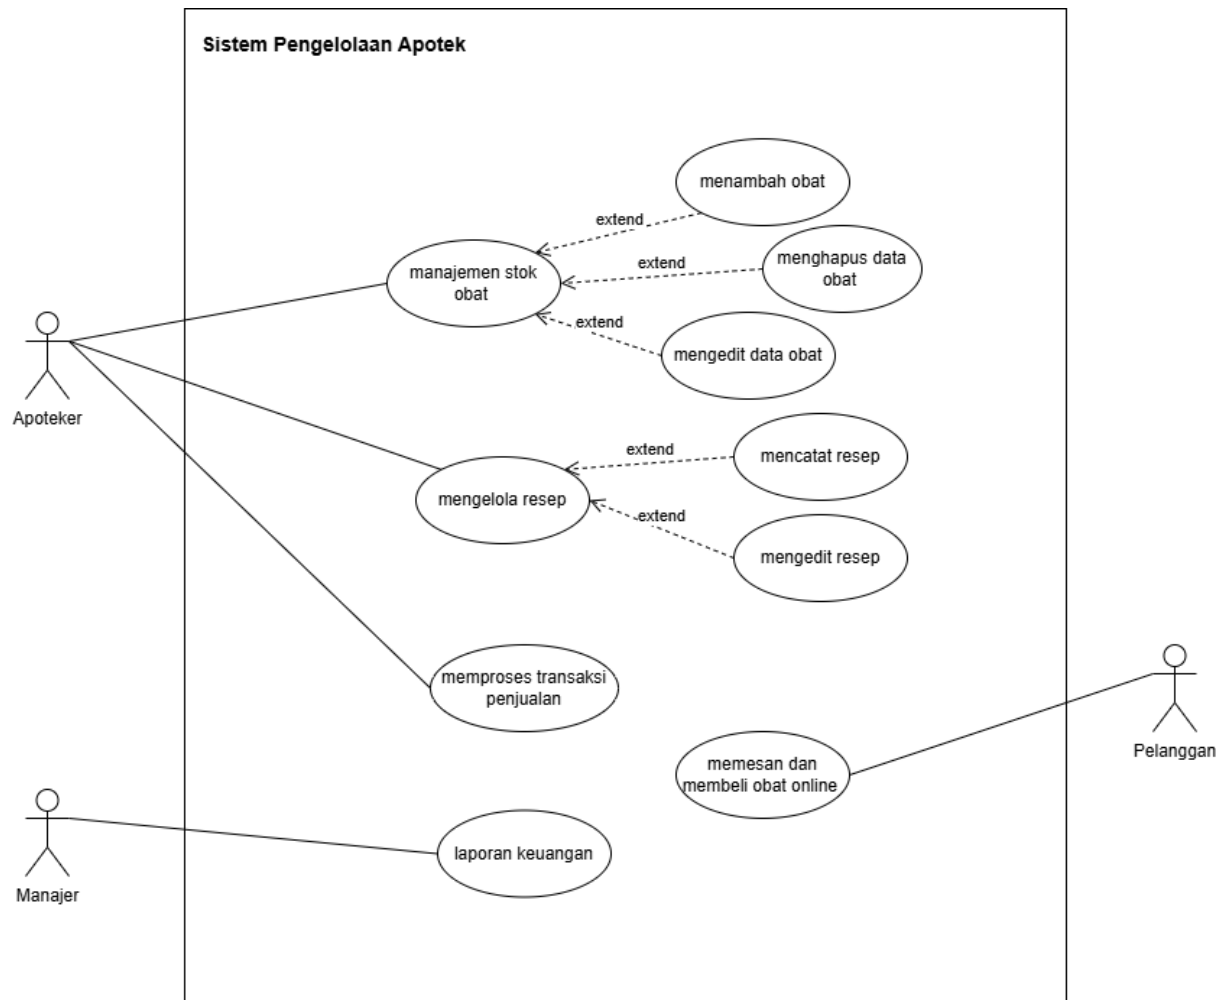 Sistem Pengelolaan Apotek
menambah obat
extend
manajemen stok
obat
extend
menghapus data
obat
extend
mengedit data obat
Apoteker
extend
mencatat resep
mengelola resep
extend
mengedit resep
memproses transaksi
penjualan
Pelanggan
memesan dan
membeli obat online
laporan keuangan
Manajer